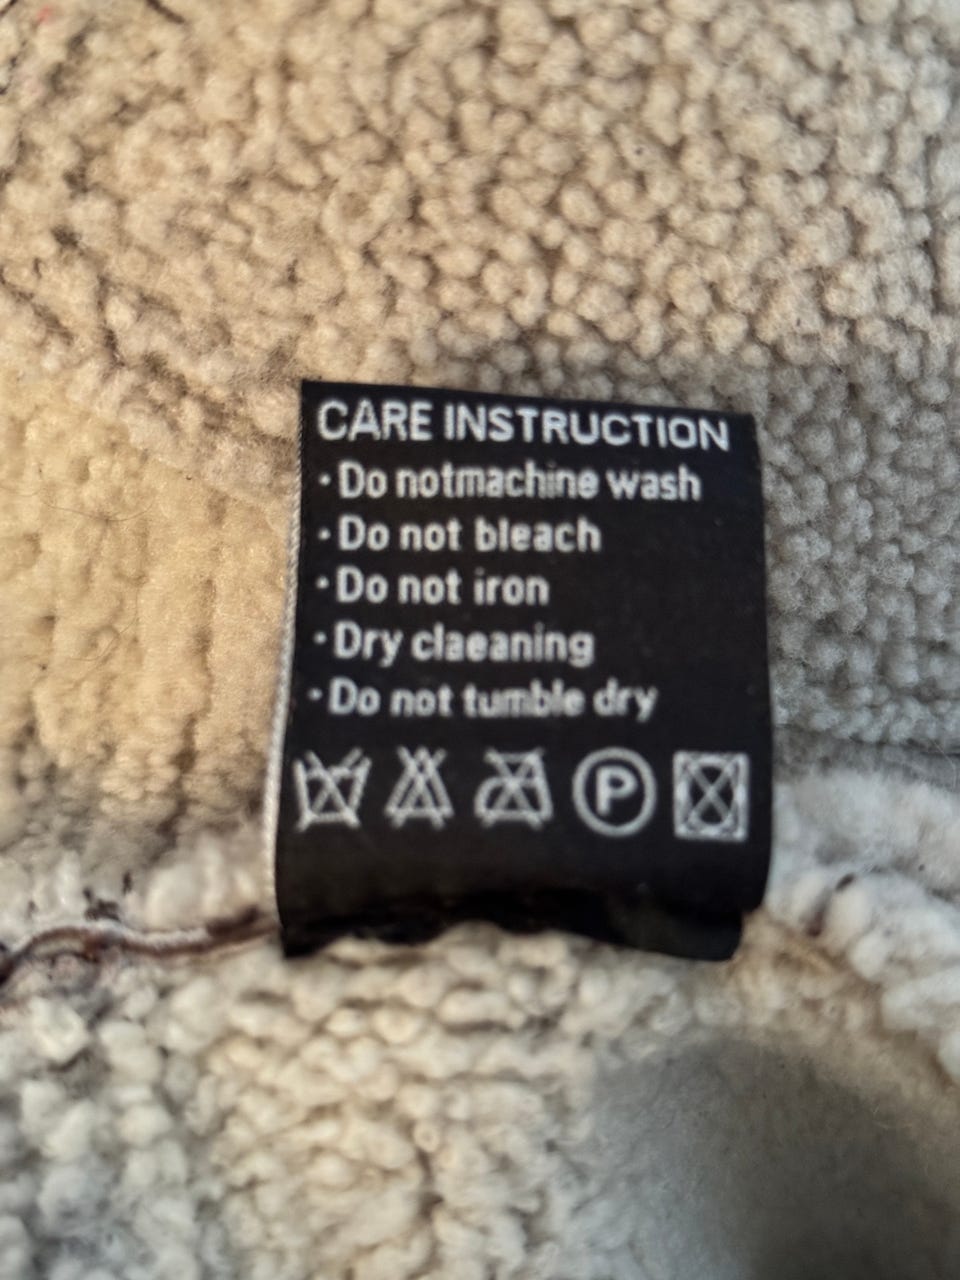 CARE INSTRUCTION
· Do notmachine wash
· Do not bleach
· Do not iron
· Dry claeaning
· Do not tumble dry
P